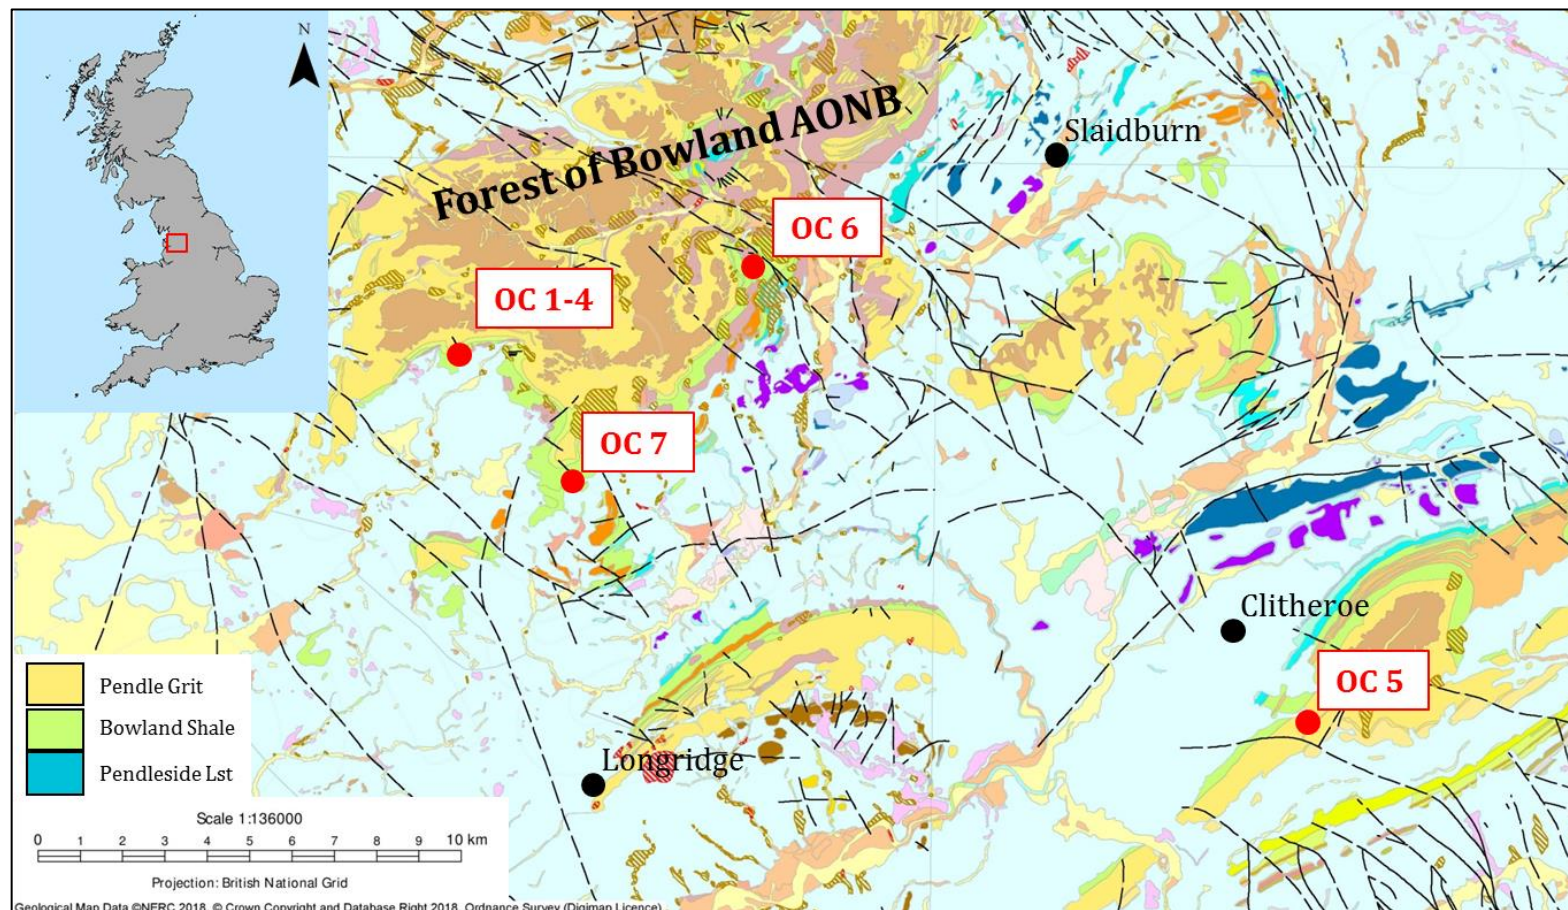 N
Forest of Bowland AONB
Slaidburn
OC 6
OC 1-4
OC 7
Clitheroe
OC 5
Longridge
Pendle Grit
Bowland Shale
Pendleside Lst
Scale 1:136000
0 1 2 3 4 5 6 7 8 9 10 km
Projection: British National Grid
Geological Map Data ©NERC 2018. © Crown Copyright and Database Right 2018. Ordnance Survey (Digimap Licence).